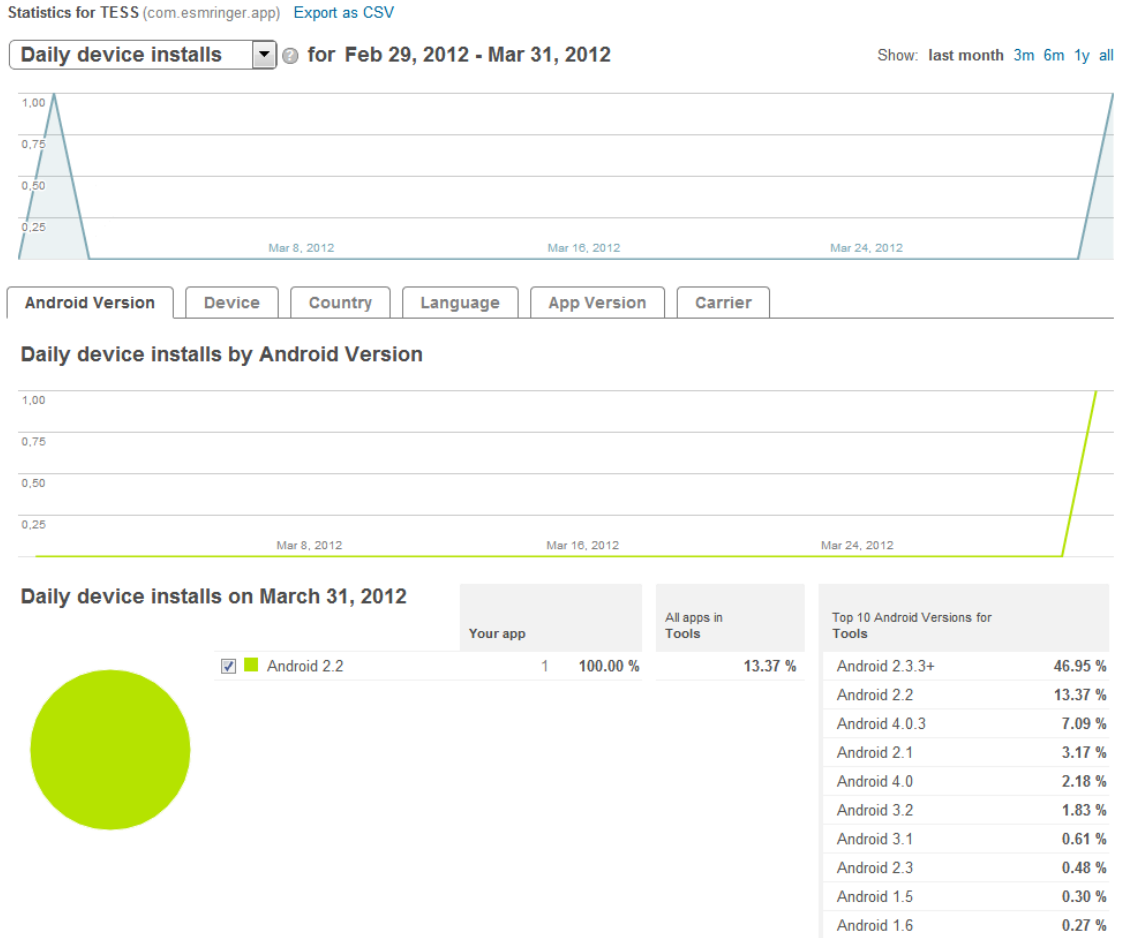 Statistics for TESS (com.esmringer.app) Export as CSV
Daily device installs ? for Feb 29, 2012 - Mar 31, 2012 Show: last month 3m 6m 1y all
1,00
0,75
0,50
0,25
Mar 8, 2012 Mar 16, 2012 Mar 24, 2012
Android Version Device Country Language App Version Carrier
Daily device installs by Android Version
1,00
0,75
0,50
0,25
Mar 8, 2012 Mar 16, 2012 Mar 24, 2012
Daily device installs on March 31, 2012
Your app
All apps in
Tools
Top 10 Android Versions for
Tools
Android 2.2 1 100.00 % 13.37 %
Android 2.3.3+ 46.95 %
Android 2.2 13.37 %
Android 4.0.3 7.09 %
Android 2.1 3.17 %
Android 4.0 2.18 %
Android 3.2 1.83 %
Android 3.1 0.61 %
Android 2.3 0.48 %
Android 1.5 0.30 %
Android 1.6 0.27 %